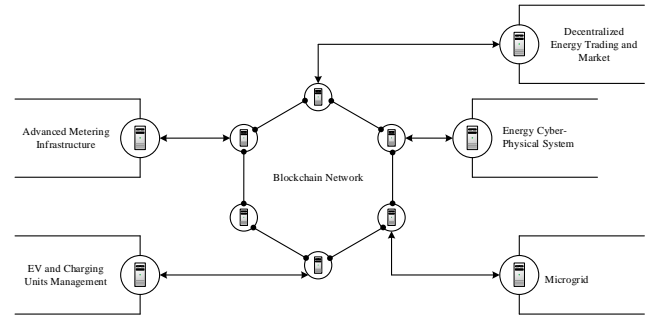 Decentralized
Energy Trading and
Market
Advanced Metering
Infrastructure
Energy Cyber-
Physical System
Blockchain Network
EV and Charging
Units Management
Microgrid